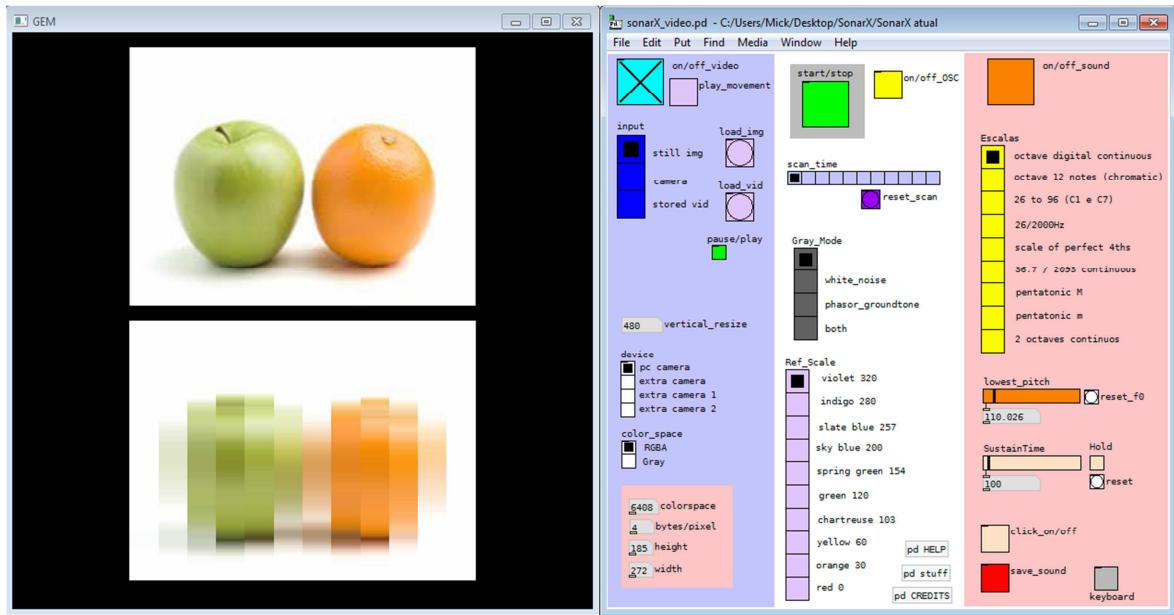 GEM
sonarX_video.pd - C:/Users/Mick/Desktop/SonarX/SonarX atual
File Edit Put Find Media Window Help
on/off_video
play_movement
input
still img
camera
stored vid
load_img
load_vid
pause/play
480 vertical_resize
device
pc camera
extra camera
extra camera 1
extra camera 2
color_space
RGBA
Gray
6408 colorspace
4 bytes/pixel
185 height
272 width
start/stop
on/off_OSC
scan_time
reset_scan
Gray_Mode
white_noise
phasor_groundtone
both
Ref_Scale
violet 320
indigo 280
slate blue 257
sky blue 200
spring green 154
green 120
chartreuse 103
yellow 60
orange 30
red 0
pd HELP
pd stuff
pd CREDITS
on/off_sound
Escalas
octave digital continuous
octave 12 notes (chromatic)
26 to 96 (C1 e C7)
26/2000Hz
scale of perfect 4ths
36.7 / 2093 continuous
pentatonic M
pentatonic m
2 octaves continuos
lowest_pitch
reset_f0
110.026
SustainTime
Hold
100
reset
click_on/off
save_sound
keyboard